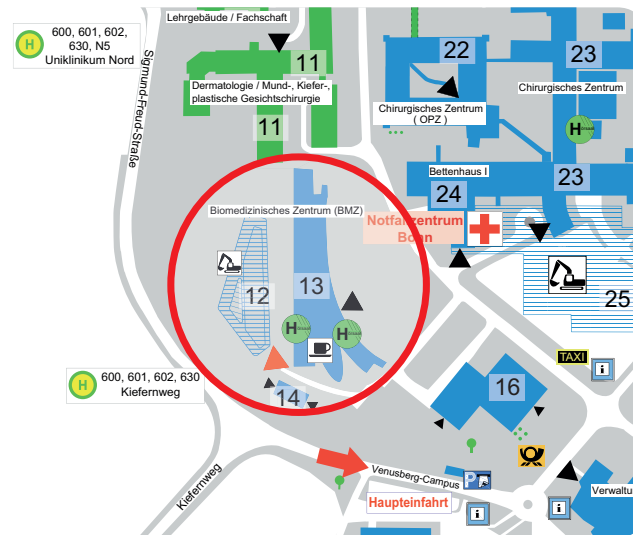 Lehrgebäude / Fachschaft
600, 601, 602,
630, N5
Uniklinikum Nord
H
Sigmund-Freud-Straße
11
Dermatologie / Mund-, Kiefer-,
plastische Gesichtschirurgie
11
22
Chirurgisches Zentrum
( OPZ )
23
Chirurgisches Zentrum
H
Bettenhaus I
24
23
Biomedizinisches Zentrum (BMZ)
Notfallzentrum
Bonn
12
13
25
H
H
TAXI
i
14
16
H
600, 601, 602, 630
Kiefernweg
Kiefernweg
Venusberg-Campus
P
Haupteinfahrt
i
i
Verwaltu